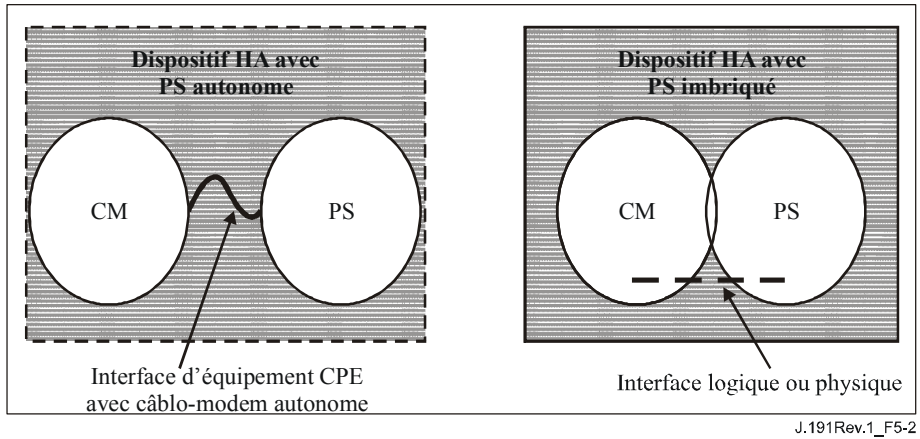 Dispositif HA avec
PS autonome
CM
PS
Interface d'équipement CPE
avec câblo-modem autonome
Dispositif HA avec
PS imbriqué
CM
PS
Interface logique ou physique
J.191Rev.1_F5-2